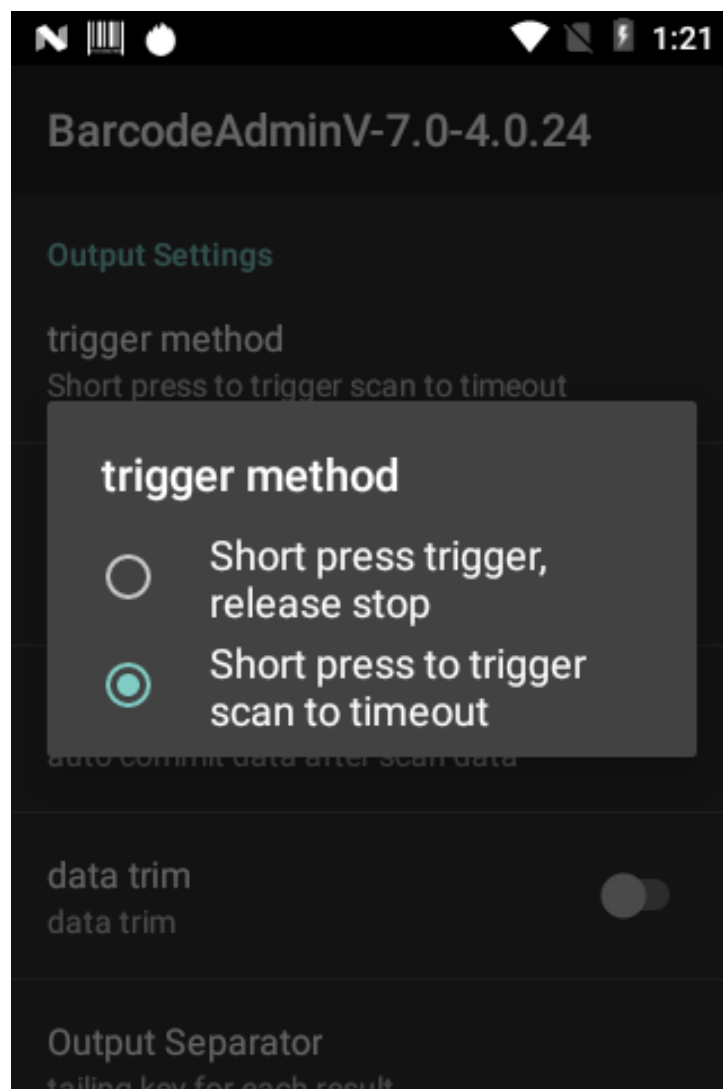 1:21
BarcodeAdminV-7.0-4.0.24
Output Settings
trigger method
Short press to trigger scan to timeout
trigger method
Short press trigger,
release stop
Short press to trigger
scan to timeout
auto commit data after scan data
data trim
data trim
Output Separator
tailing key for each result